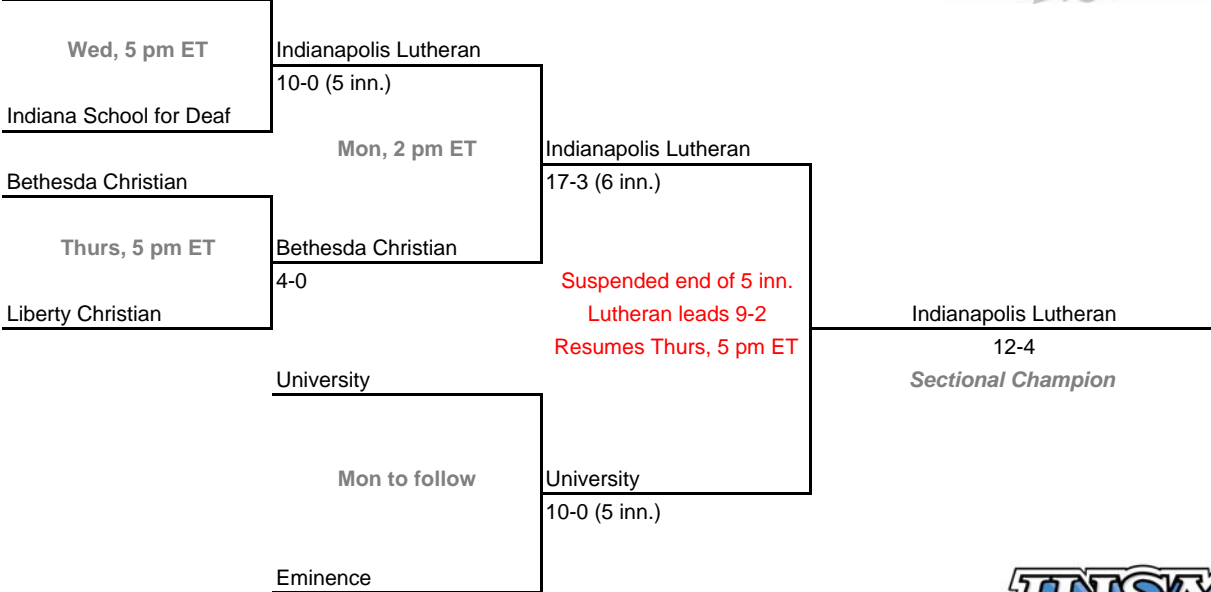 Wed, 5 pm ET
Indianapolis Lutheran
10-0 (5 inn.)
Indiana School for Deaf
Mon, 2 pm ET
Indianapolis Lutheran
Bethesda Christian
17-3 (6 inn.)
Thurs, 5 pm ET
Bethesda Christian
4-0
Suspended end of 5 inn.
Liberty Christian
Lutheran leads 9-2
Indianapolis Lutheran
Resumes Thurs, 5 pm ET
12-4
University
Sectional Champion
Mon to follow
University
10-0 (5 inn.)
Eminence